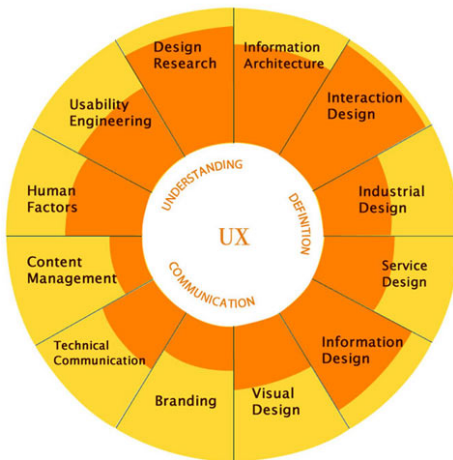 Design
Research
Information
Architecture
Interaction
Design
Industrial
Design
Service
Design
Information
Design
Visual
Design
Branding
Technical
Communication
Content
Management
Human
Factors
Usability
Engineering
UNDERSTANDING
DEFINITION
COMMUNICATION
UX